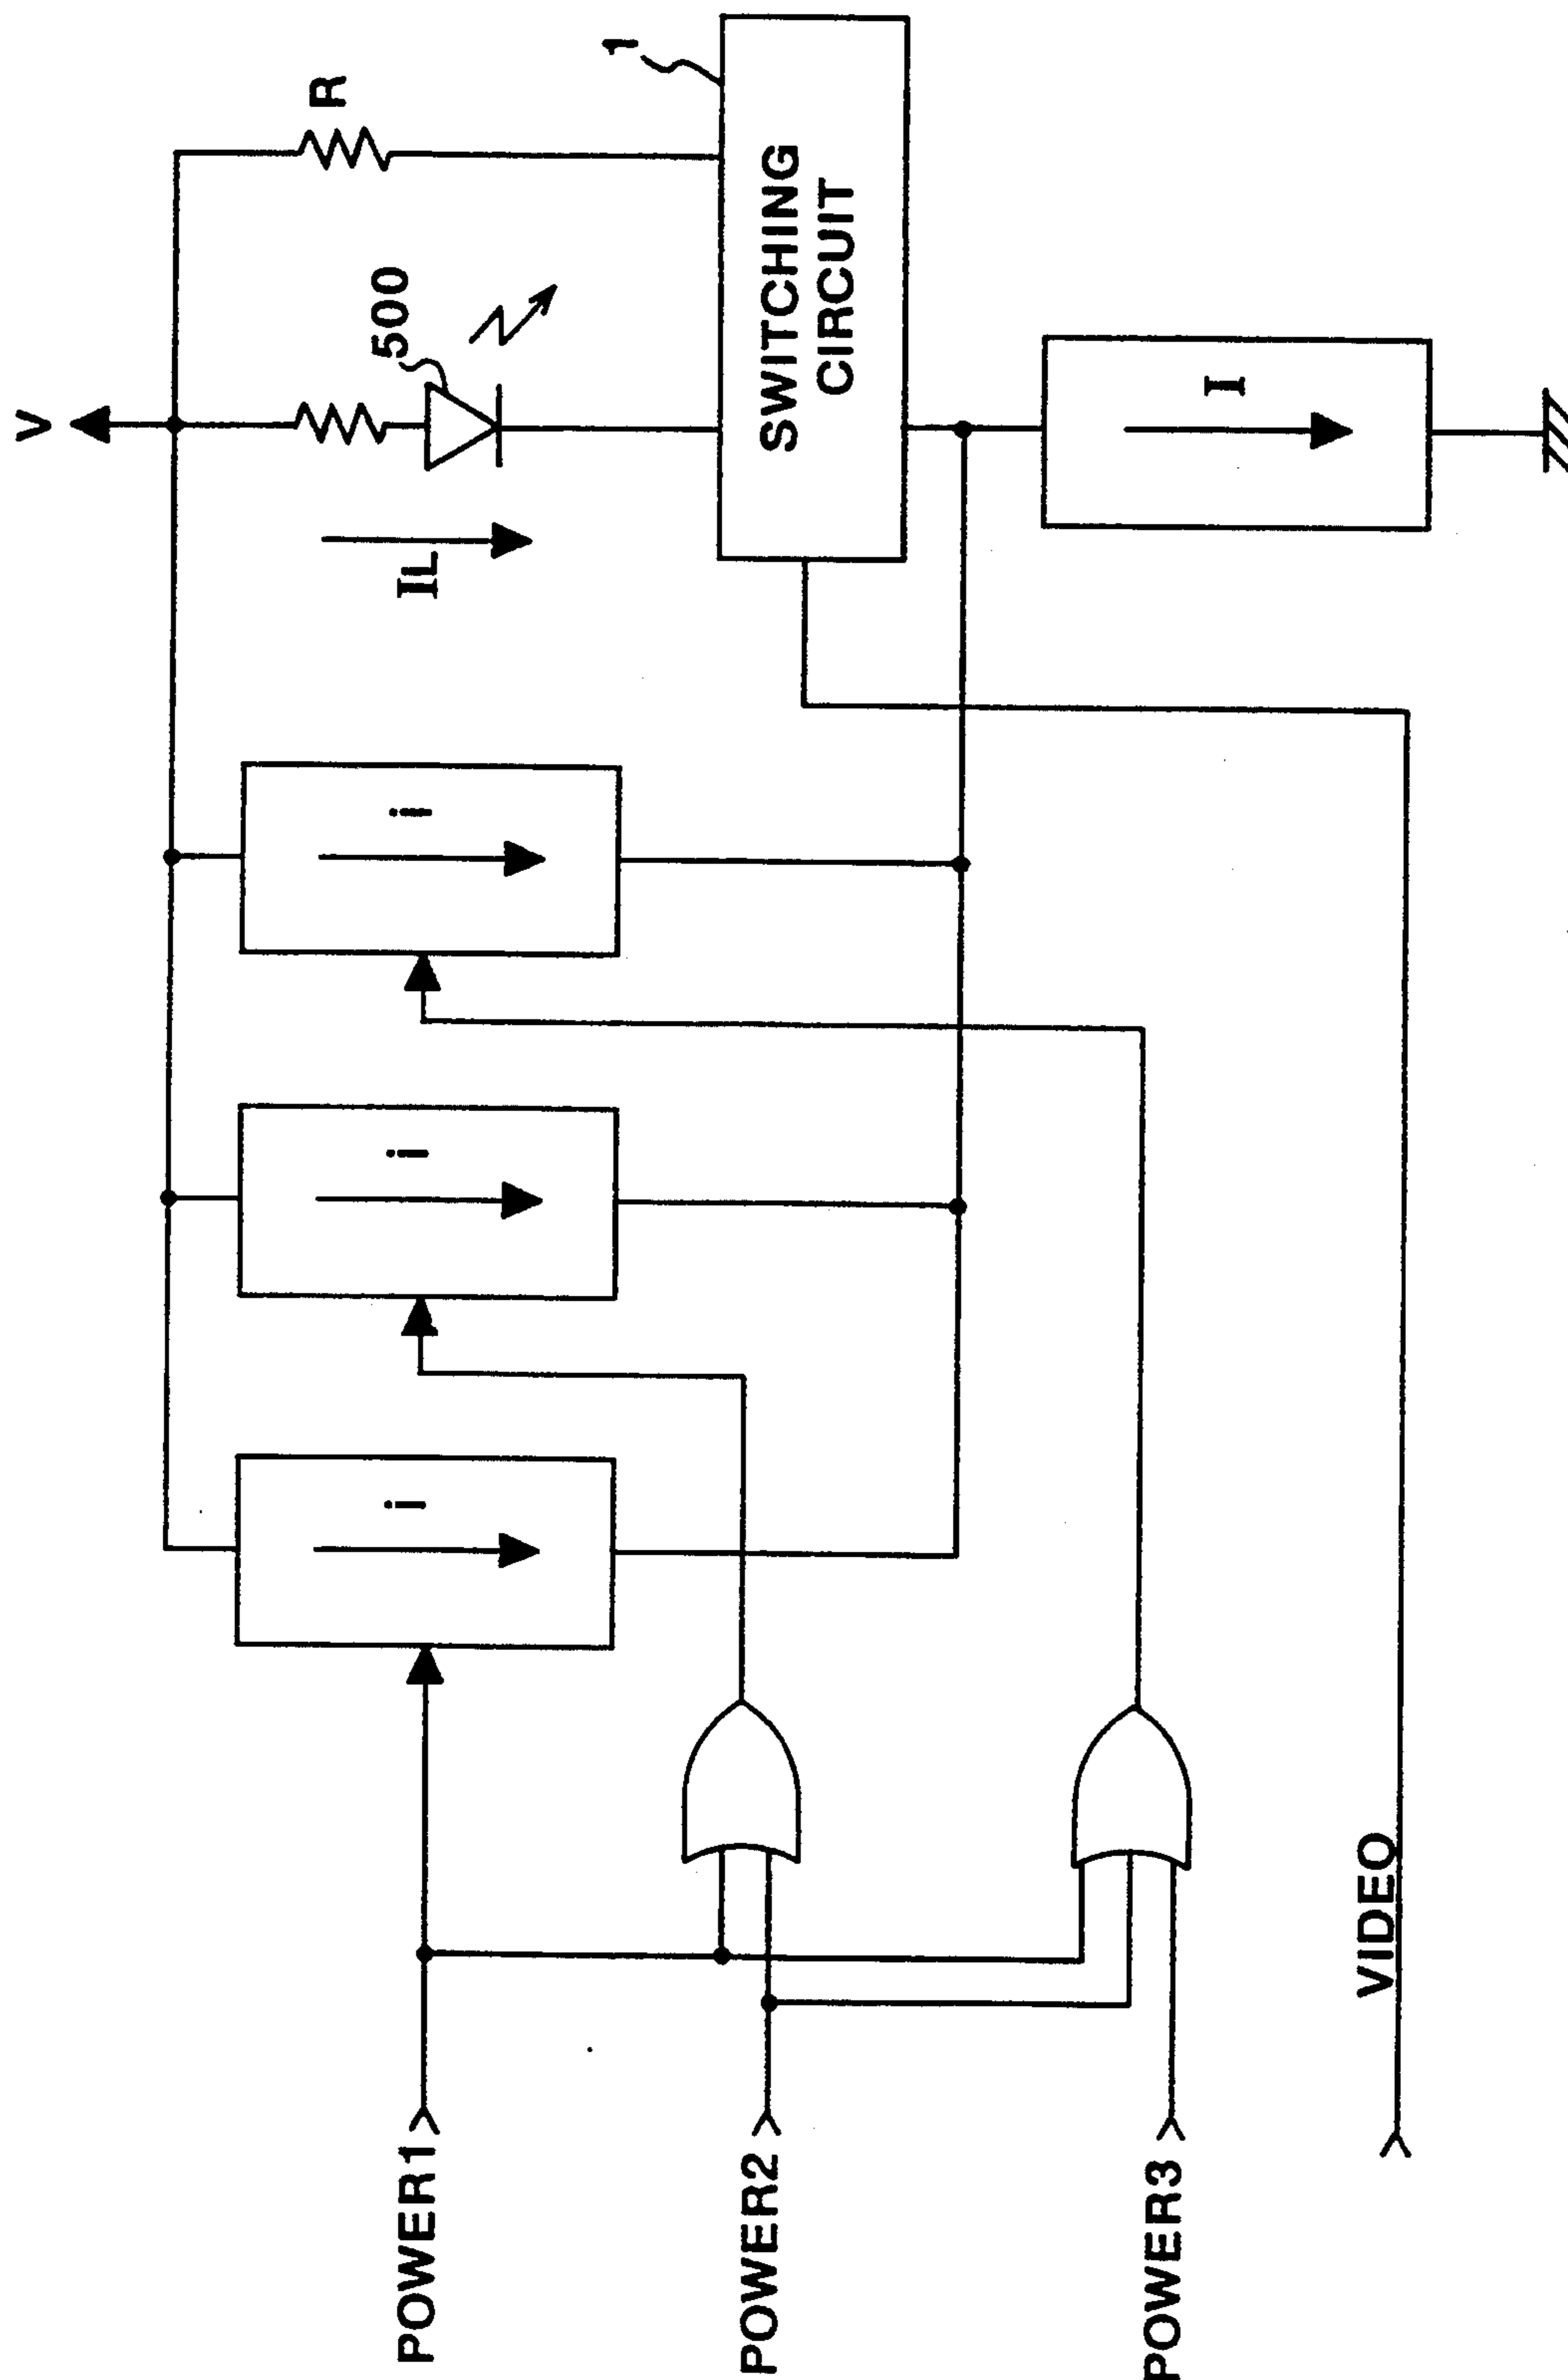 V
R
500
1
IL
SWITCHING
CIRCUIT
I
i
i
i
POWER1
POWER2
POWER3
VIDEO